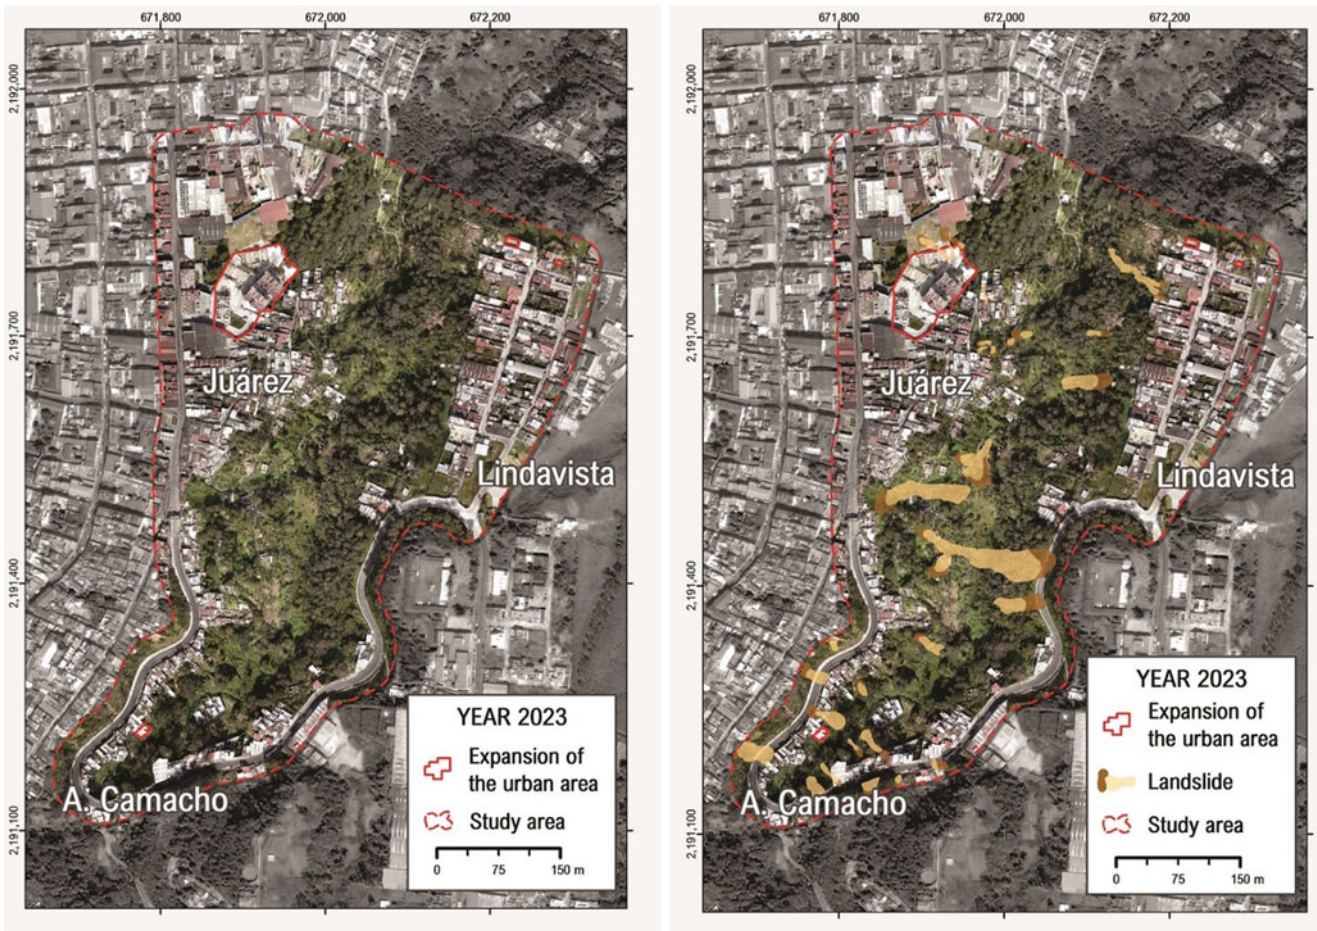 671,800 672,000 672,200
2,192,000
2,191,700
2,191,400
2,191,100
Juárez
Lindavista
A. Camacho
YEAR 2023
Expansion of
the urban area
Study area
0 75 150 m
671,800 672,000 672,200
2,192,000
2,191,700
2,191,400
2,191,100
Juárez
Lindavista
A. Camacho
YEAR 2023
Expansion of
the urban area
Landslide
Study area
0 75 150 m